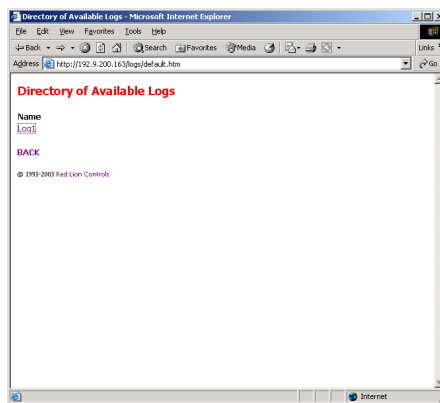 Directory of Available Logs - Microsoft Internet Explorer
File Edit View Favorites Tools Help
Back Search Favorites Media Links
Address http://192.9.200.163/logs/default.htm Go
Directory of Available Logs
Name
Log1
BACK
© 1993-2003 Red Lion Controls
Internet